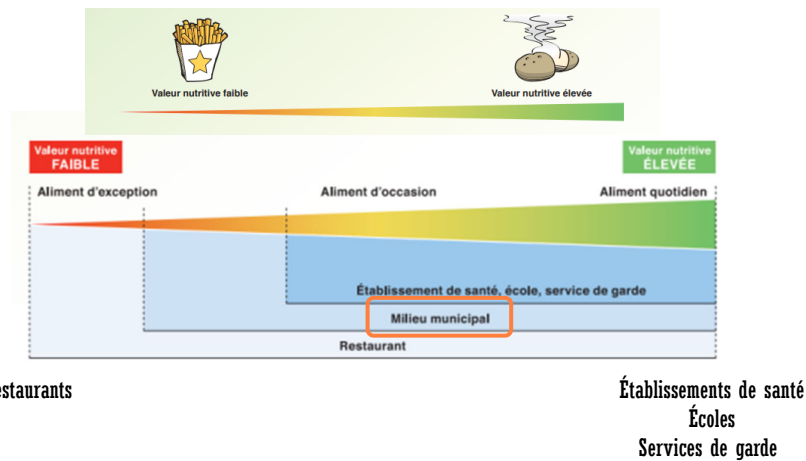 Valeur nutritive faible
Valeur nutritive élevée
Valeur nutritive
FAIBLE
Valeur nutritive
ÉLEVÉE
Aliment d'exception
Aliment d'occasion
Aliment quotidien
Établissement de santé, école, service de garde
Milieu municipal
Restaurant
estaurants
Établissements de santé
Écoles
Services de garde